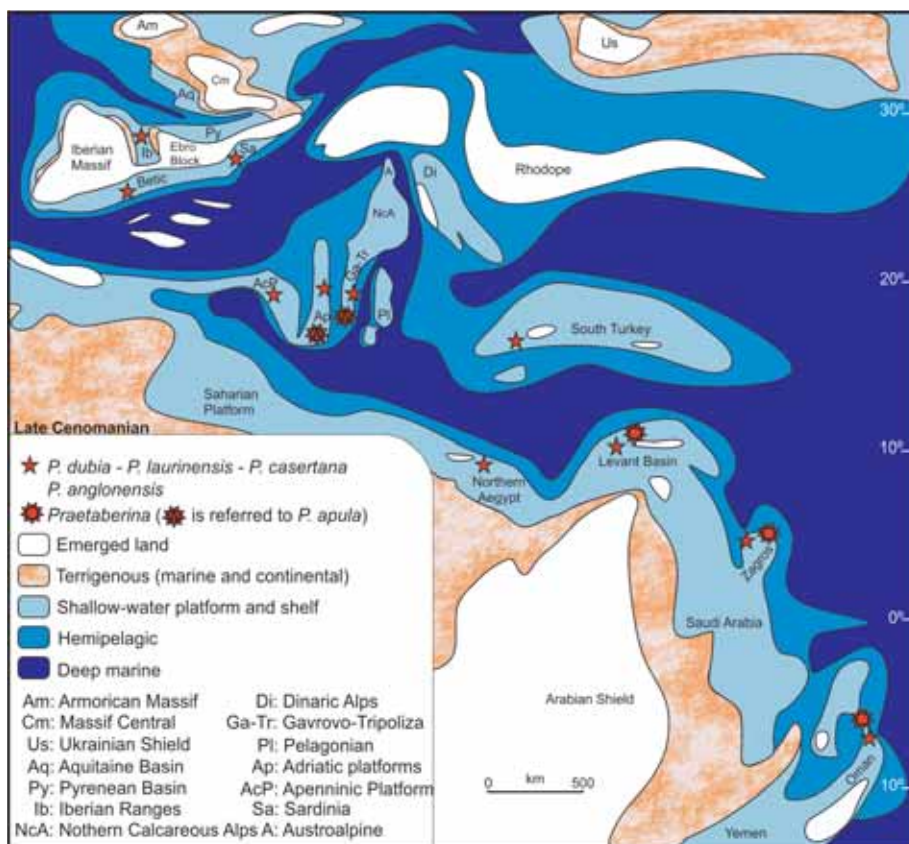 Am
Us
Cm
Aq
30º
Py
Iberian
Massif
Ib
Ebro
Block
Sa
Betic
A
Di
Rhodope
NcA
Ga-Tr
AcP
20º
Ap
Pl
South Turkey
Saharian
Platform
Late Cenomanian
10º
Levant Basin
Northern
Aegypt
P. dubia - P. laurinensis - P. casertana
P. anglonensis
Praetaberina ( is referred to P. apula)
Emerged land
Terrigenous (marine and continental)
Shallow-water platform and shelf
Hemipelagic
Deep marine
Zagros
0º
Saudi Arabia
Arabian Shield
Am: Armorican Massif
Cm: Massif Central
Us: Ukrainian Shield
Aq: Aquitaine Basin
Py: Pyrenean Basin
Ib: Iberian Ranges
NcA: Nothern Calcareous Alps
Di: Dinaric Alps
Ga-Tr: Gavrovo-Tripoliza
Pl: Pelagonian
Ap: Adriatic platforms
AcP: Apenninic Platform
Sa: Sardinia
A: Austroalpine
0 km 500
Oman
10º
Yemen